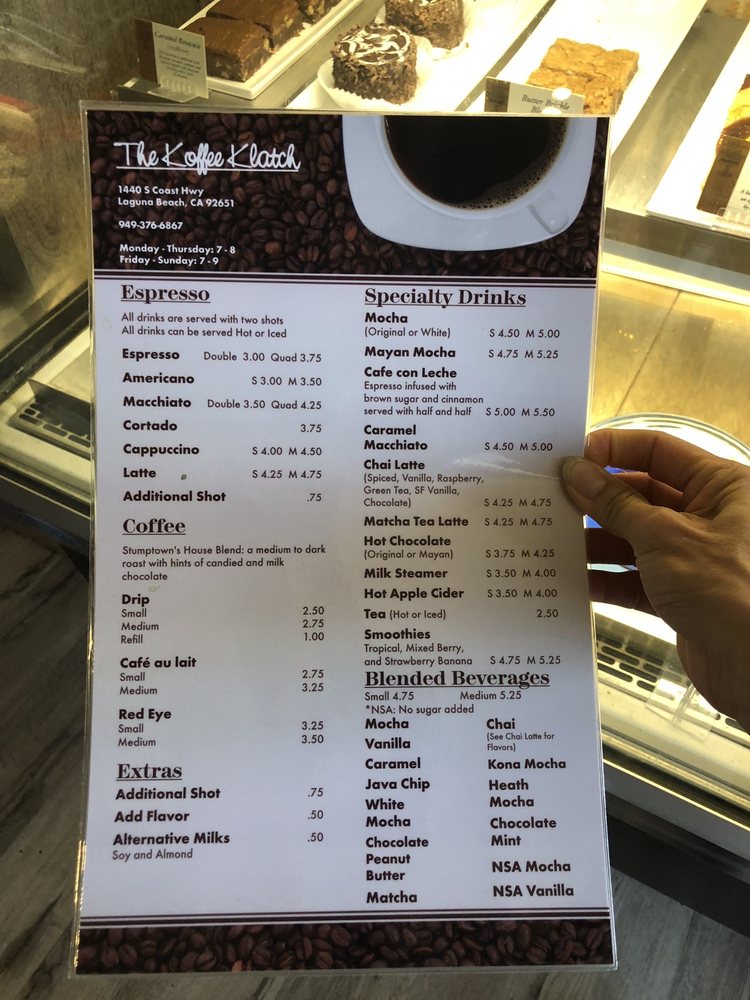 Caramel Brownie
Butter Brickle
The Koffee Klatch
1440 S Coast Hwy
Laguna Beach, CA 92651
949-376-6867
Monday - Thursday: 7 - 8
Friday - Sunday: 7 - 9
Espresso
All drinks are served with two shots
All drinks can be served Hot or Iced
Espresso Double 3.00 Quad 3.75
Americano S 3.00 M 3.50
Macchiato Double 3.50 Quad 4.25
Cortado 3.75
Cappuccino S 4.00 M 4.50
Latte S 4.25 M 4.75
Additional Shot .75
Coffee
Stumptown's House Blend: a medium to dark
roast with hints of candied and milk
chocolate
Drip
Small 2.50
Medium 2.75
Refill 1.00
Café au lait
Small 2.75
Medium 3.25
Red Eye
Small 3.25
Medium 3.50
Extras
Additional Shot .75
Add Flavor .50
Alternative Milks .50
Soy and Almond
Specialty Drinks
Mocha
(Original or White) S 4.50 M 5.00
Mayan Mocha S 4.75 M 5.25
Cafe con Leche
Espresso infused with
brown sugar and cinnamon
served with half and half S 5.00 M 5.50
Caramel
Macchiato S 4.50 M 5.00
Chai Latte
(Spiced, Vanilla, Raspberry,
Green Tea, SF Vanilla,
Chocolate) S 4.25 M 4.75
Matcha Tea Latte S 4.25 M 4.75
Hot Chocolate
(Original or Mayan) S 3.75 M 4.25
Milk Steamer S 3.50 M 4.00
Hot Apple Cider S 3.50 M 4.00
Tea (Hot or Iced) 2.50
Smoothies
Tropical, Mixed Berry,
and Strawberry Banana S 4.75 M 5.25
Blended Beverages
Small 4.75 Medium 5.25
*NSA: No sugar added
Mocha
Vanilla
Caramel
Java Chip
White
Mocha
Chocolate
Peanut
Butter
Matcha
Chai
(See Chai Latte for
Flavors)
Kona Mocha
Heath
Mocha
Chocolate
Mint
NSA Mocha
NSA Vanilla